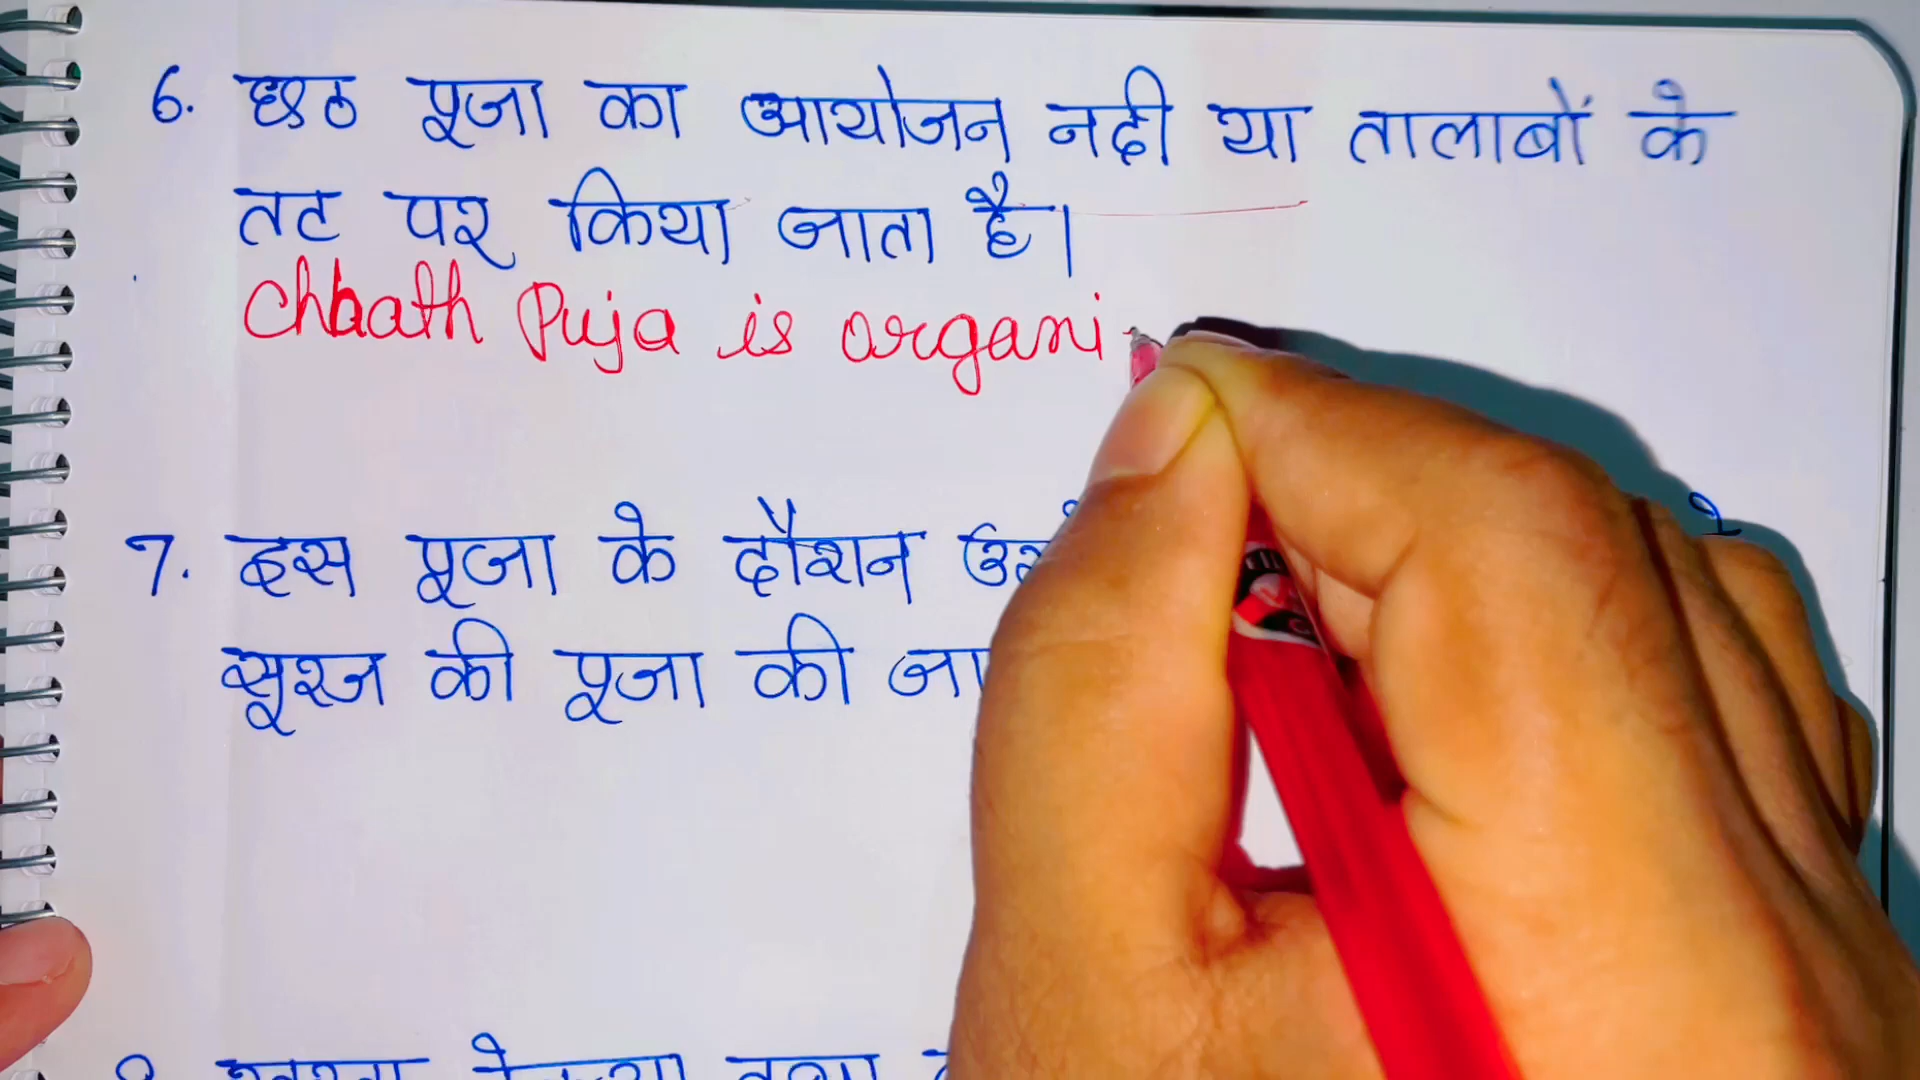 6. छठ पूजा का आयोजन नदी या तालाबों के
तट पर किया जाता है।
Chhath Puja is organi
7. इस पूजा के दौरान
सूरज की पूजा की जा